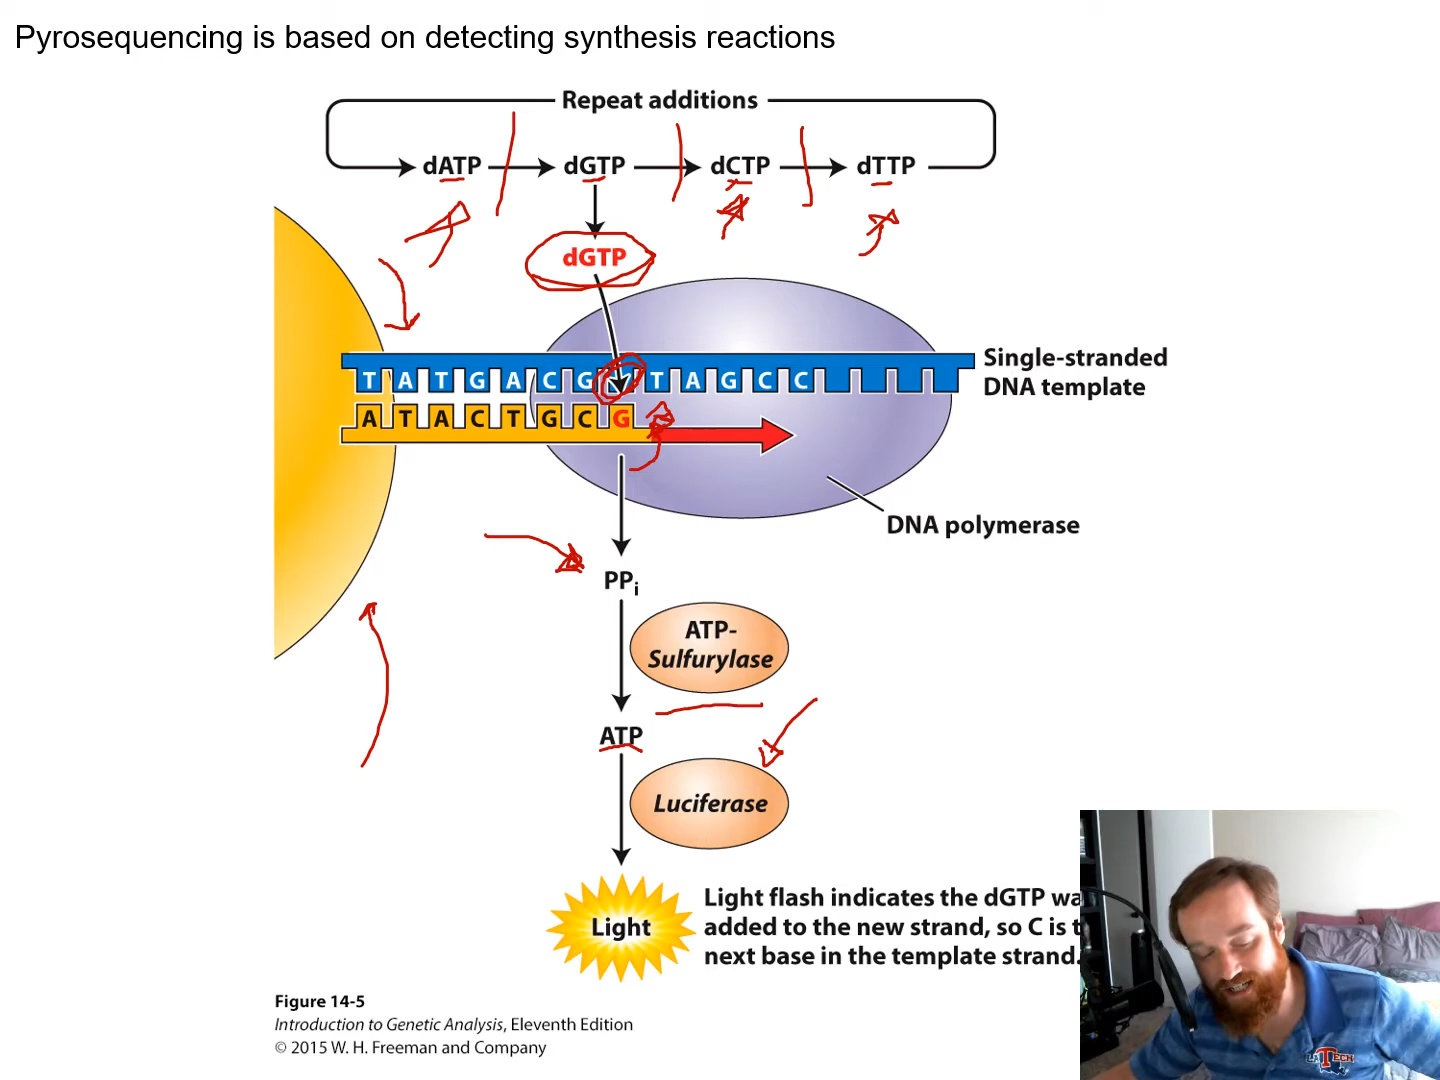 Pyrosequencing is based on detecting synthesis reactions
Repeat additions
dATP dGTP dCTP dTTP
dGTP
Single-stranded
DNA template
T A T G A C G T A G C C
A T A C T G C G
DNA polymerase
PPi
ATP-
Sulfurylase
ATP
Luciferase
Light
Light flash indicates the dGTP
added to the new strand, so C is
next base in the template strand.
Figure 14-5
Introduction to Genetic Analysis, Eleventh Edition
© 2015 W. H. Freeman and Company
LA TECH